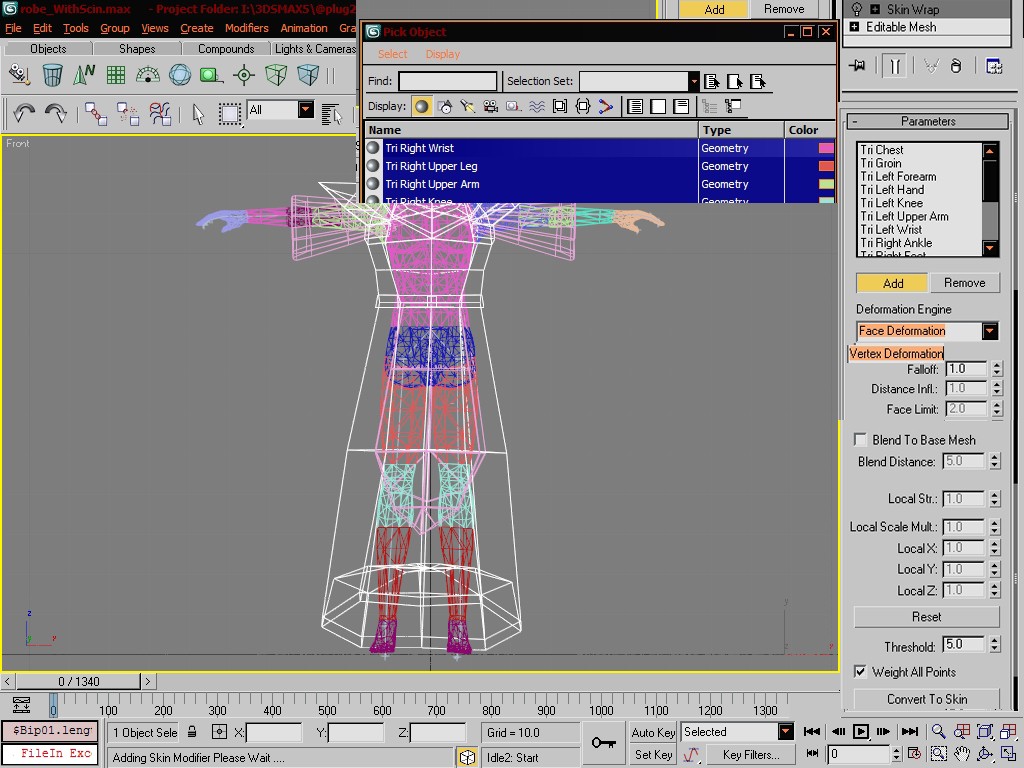 robe_WithScin.max - Project Folder: I:\3DSMAX5\@plug2
File Edit Tools Group Views Create Modifiers Animation Gra
Objects Shapes Compounds Lights & Cameras
All
Front
Pick Object
Select Display
Find: Selection Set:
Display:
Name Type Color
Tri Right Wrist Geometry
Tri Right Upper Leg Geometry
Tri Right Upper Arm Geometry
Tri Right Knee Geometry
Add Remove
Skin Wrap
Editable Mesh
Parameters
Tri Chest
Tri Groin
Tri Left Forearm
Tri Left Hand
Tri Left Knee
Tri Left Upper Arm
Tri Left Wrist
Tri Right Ankle
Tri Right Foot
Add Remove
Deformation Engine
Face Deformation
Vertex Deformation
Falloff: 1.0
Distance Infl.: 1.0
Face Limit: 2.0
Blend To Base Mesh
Blend Distance: 5.0
Local Str.: 1.0
Local Scale Mult.: 1.0
Local X: 1.0
Local Y: 1.0
Local Z: 1.0
Reset
Threshold: 5.0
Weight All Points
Convert To Skin
z
y
x
y
z
x
< 0 / 1340 >
0 100 200 300 400 500 600 700 800 900 1000 1100 1200 1300
$Bip01.lengt 1 Object Sele X: Y: Z: Grid = 10.0 Auto Key Selected
FileIn Exc Adding Skin Modifier Please Wait .... Idle2: Start Set Key Key Filters... 0